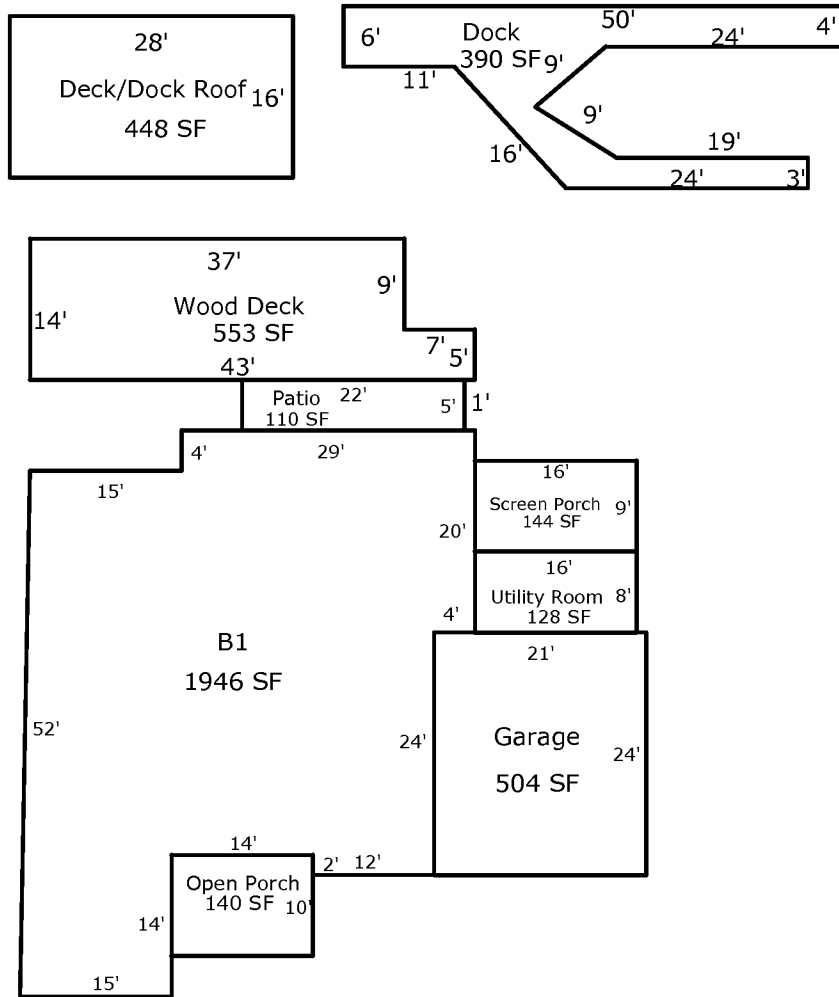 28'
Deck/Dock Roof
16'
448 SF
50'
4'
6'
Dock
24'
390 SF
9'
11'
9'
16'
19'
24'
3'
37'
9'
14'
Wood Deck
553 SF
7'
5'
43'
Patio
22'
5'
1'
110 SF
4'
29'
15'
16'
Screen Porch
9'
144 SF
20'
16'
Utility Room
8'
128 SF
4'
B1
1946 SF
21'
52'
24'
Garage
24'
504 SF
14'
2'
12'
Open Porch
140 SF
10'
14'
15'